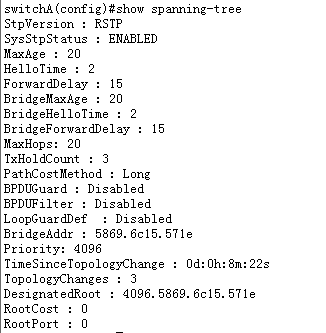 switchA(config)#show spanning-tree
StpVersion : RSTP
SysStpStatus : ENABLED
MaxAge : 20
HelloTime : 2
ForwardDelay : 15
BridgeMaxAge : 20
BridgeHelloTime : 2
BridgeForwardDelay : 15
MaxHops: 20
TxHoldCount : 3
PathCostMethod : Long
BPDUGuard : Disabled
BPDUFilter : Disabled
LoopGuardDef  : Disabled
BridgeAddr : 5869.6c15.571e
Priority: 4096
TimeSinceTopologyChange : 0d:0h:8m:22s
TopologyChanges : 3
DesignatedRoot : 4096.5869.6c15.571e
RootCost : 0
RootPort : 0